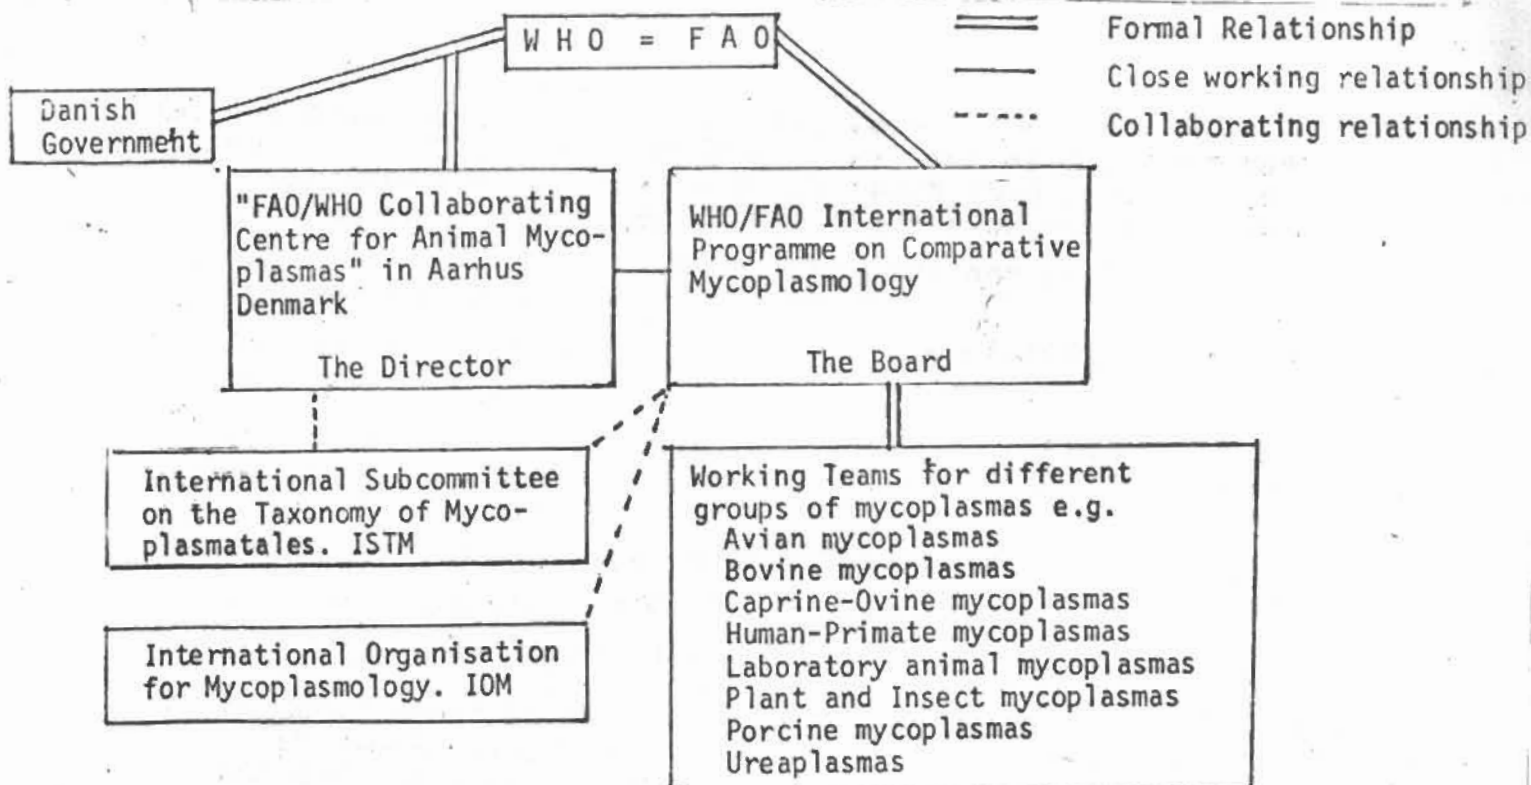 W H O = F A O
Formal Relationship
Close working relationship
Collaborating relationship
Danish
Government
"FAO/WHO Collaborating
Centre for Animal Myco-
plasmas" in Aarhus
Denmark
The Director
WHO/FAO International
Programme on Comparative
Mycoplasmology
The Board
International Subcommittee
on the Taxonomy of Myco-
plasmatales. ISTM
International Organisation
for Mycoplasmology. IOM
Working Teams for different
groups of mycoplasmas e.g.
Avian mycoplasmas
Bovine mycoplasmas
Caprine-Ovine mycoplasmas
Human-Primate mycoplasmas
Laboratory animal mycoplasmas
Plant and Insect mycoplasmas
Porcine mycoplasmas
Ureaplasmas